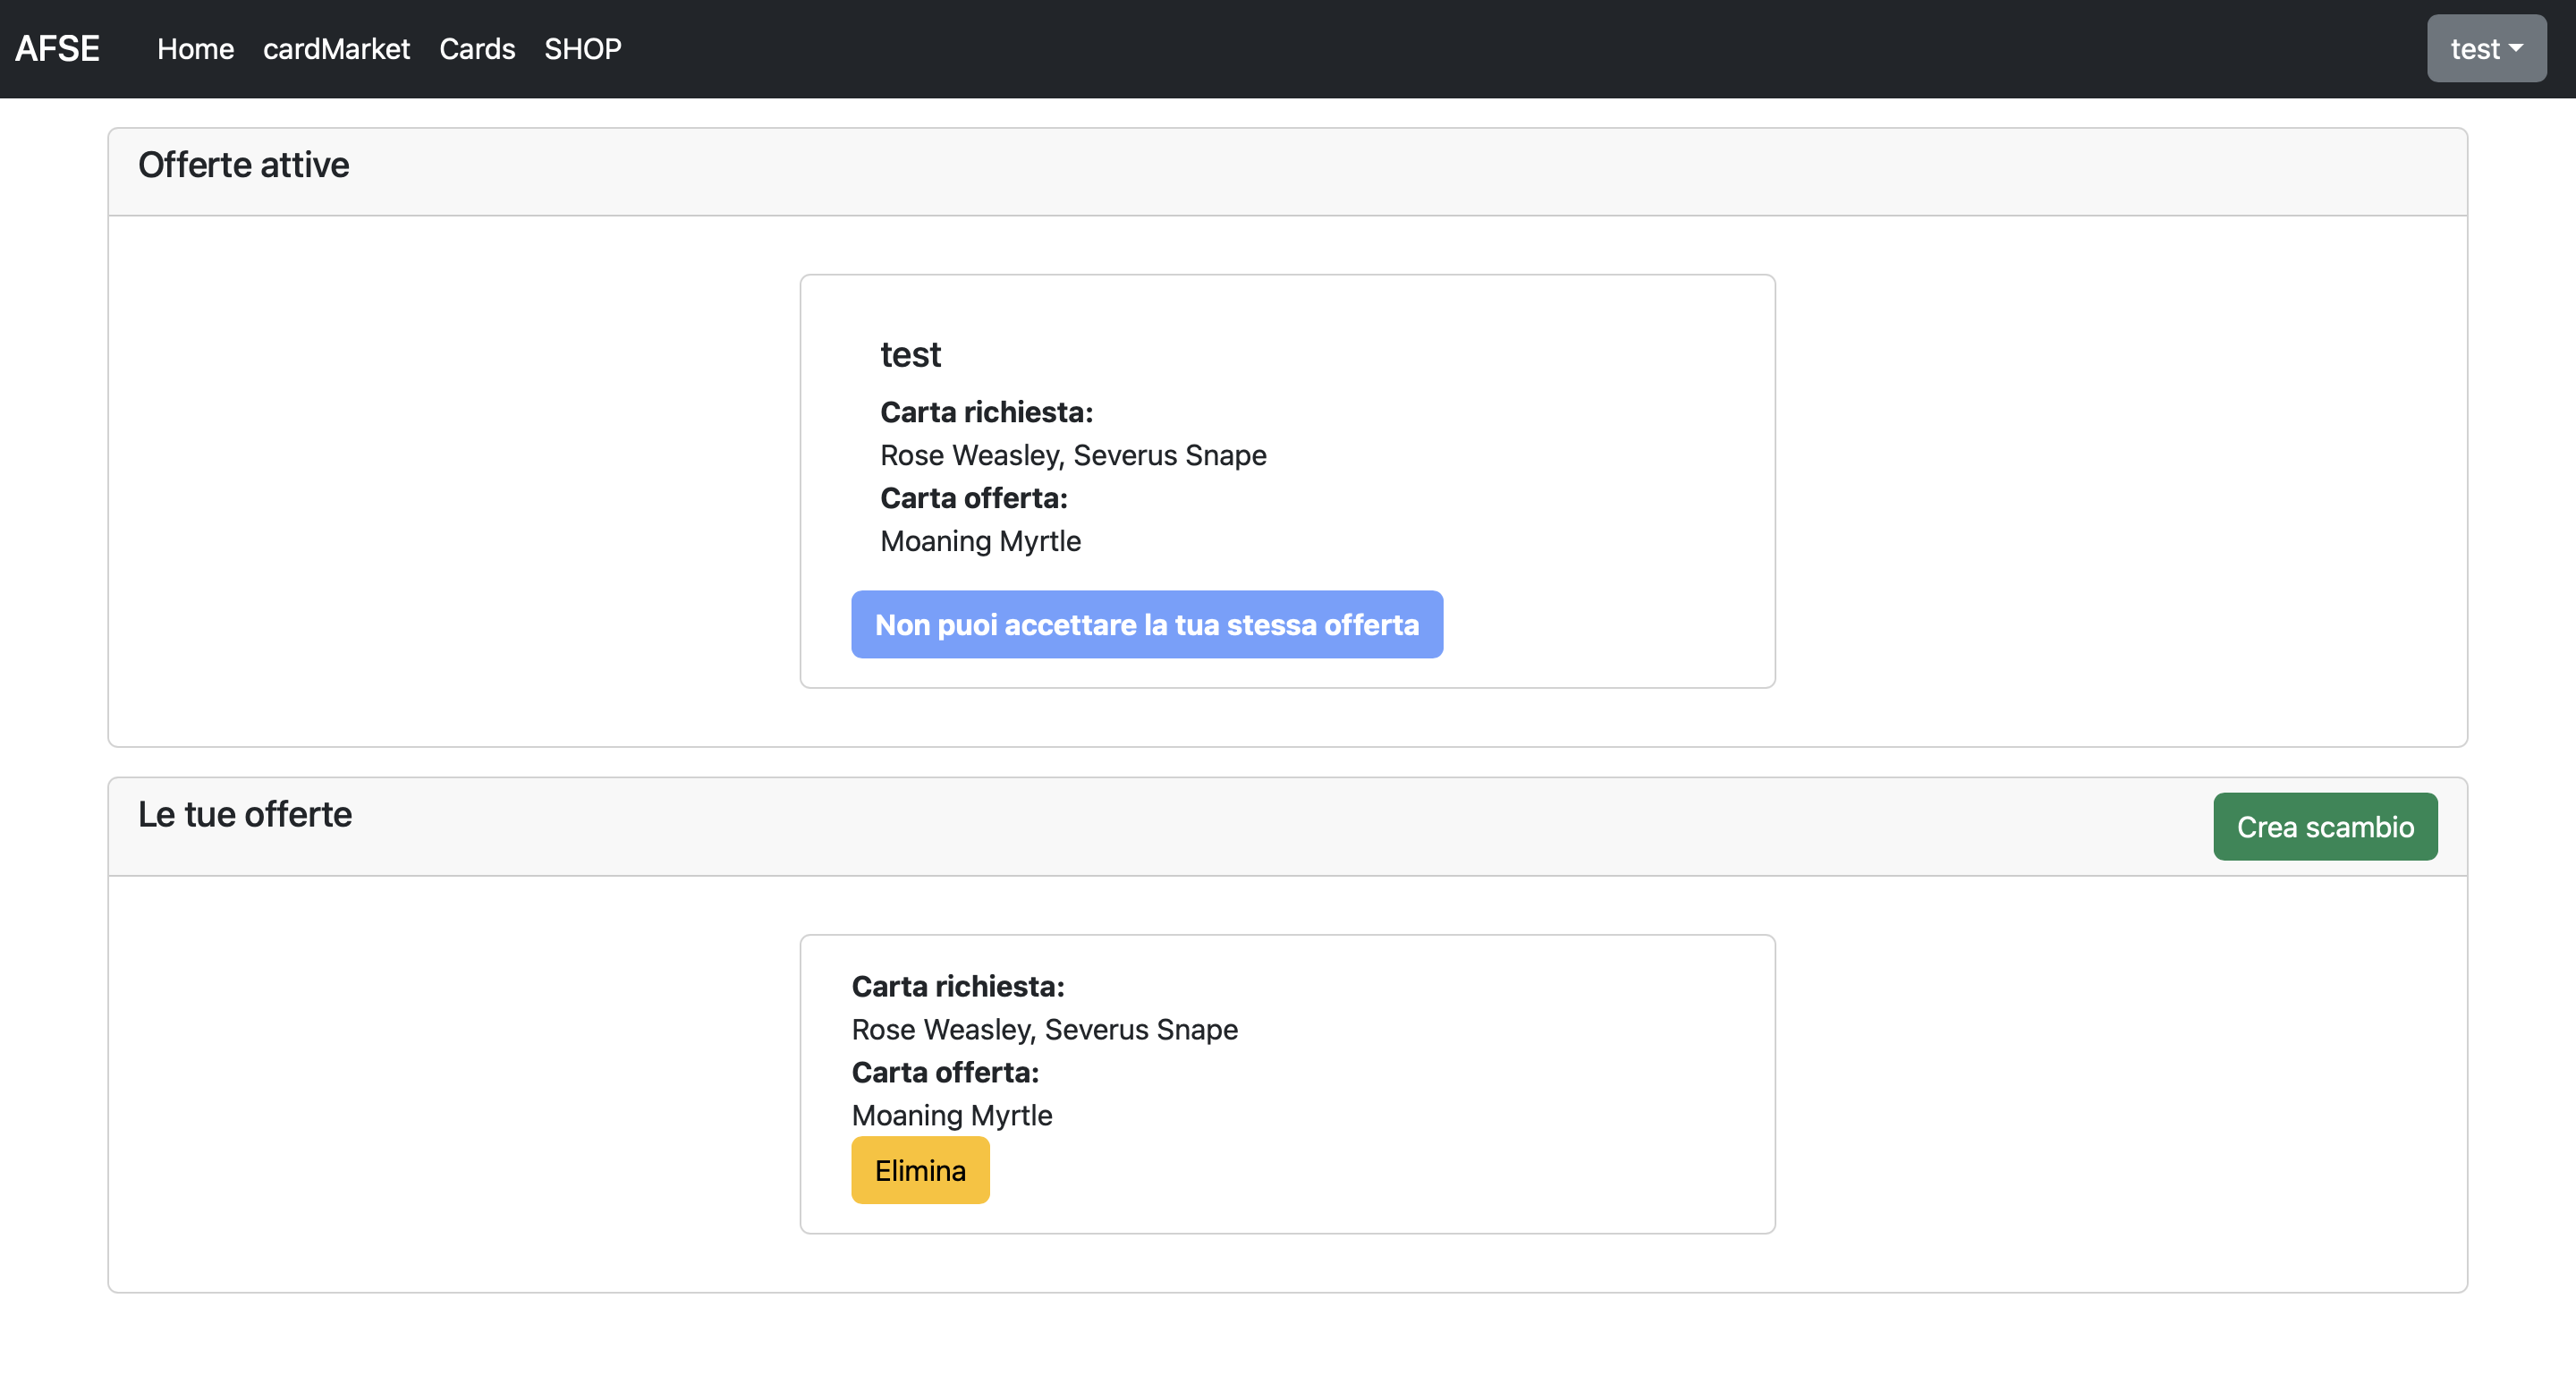 AFSE Home cardMarket Cards SHOP test
Offerte attive
test
Carta richiesta:
Rose Weasley, Severus Snape
Carta offerta:
Moaning Myrtle
Non puoi accettare la tua stessa offerta
Le tue offerte Crea scambio
Carta richiesta:
Rose Weasley, Severus Snape
Carta offerta:
Moaning Myrtle
Elimina